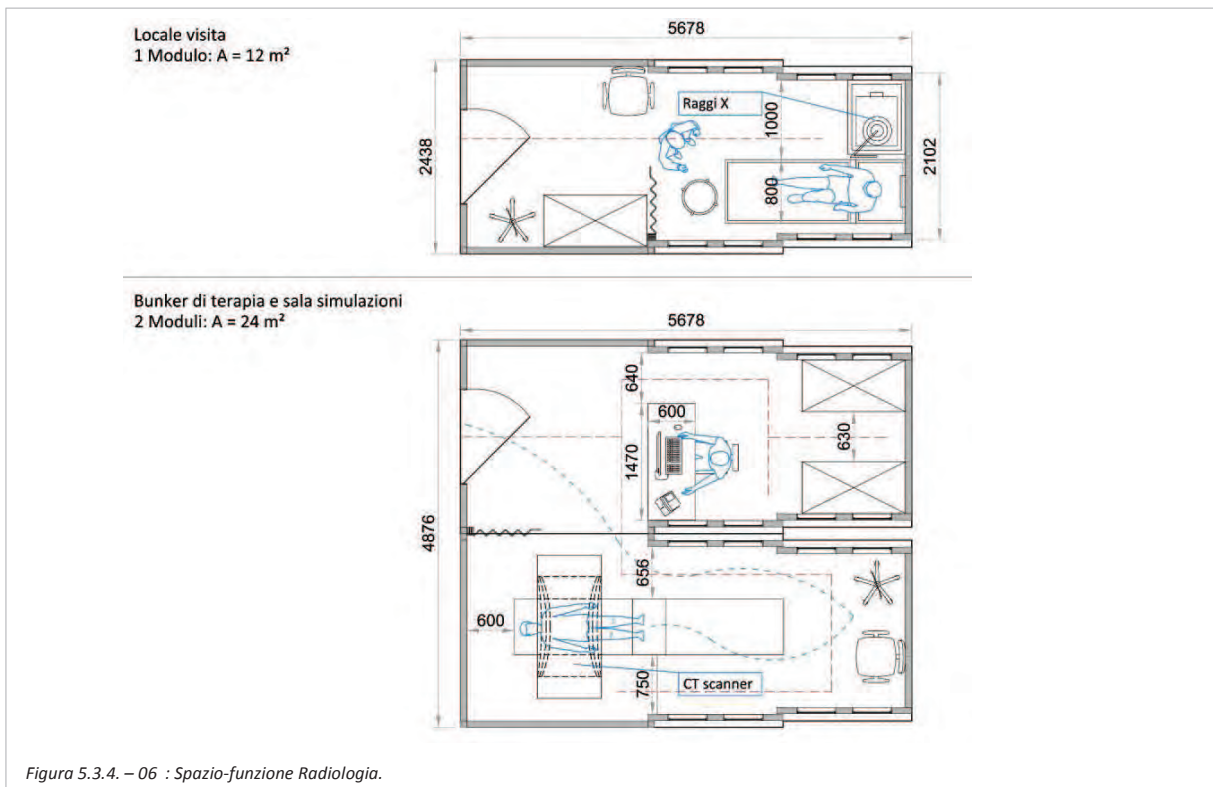 Locale visita
1 Modulo: A = 12 m²
5678
2438
Raggi X
1000
800
2102
Bunker di terapia e sala simulazioni
2 Moduli: A = 24 m²
5678
4876
640
600
1470
630
656
600
750
CT scanner
Figura 5.3.4. – 06 : Spazio-funzione Radiologia.